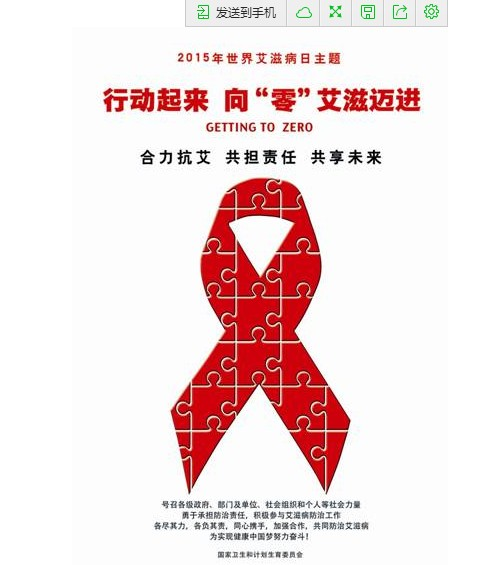 发送到手机
2015年世界艾滋病日主题
行动起来 向“零”艾滋迈进
GETTING TO ZERO
合力抗艾 共担责任 共享未来
号召各级政府、部门及单位、社会组织和个人等社会力量
勇于承担防治责任，积极参与艾滋病防治工作
各尽其力，各负其责，同心携手，加强合作，共同防治艾滋病
为实现健康中国梦努力奋斗！
国家卫生和计划生育委员会